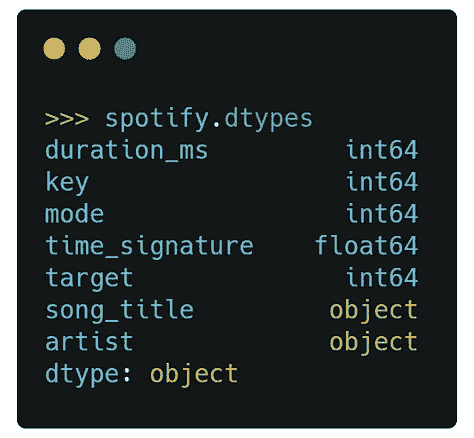 >>> spotify.dtypes
duration_ms int64
key int64
mode int64
time_signature float64
target int64
song_title object
artist object
dtype: object